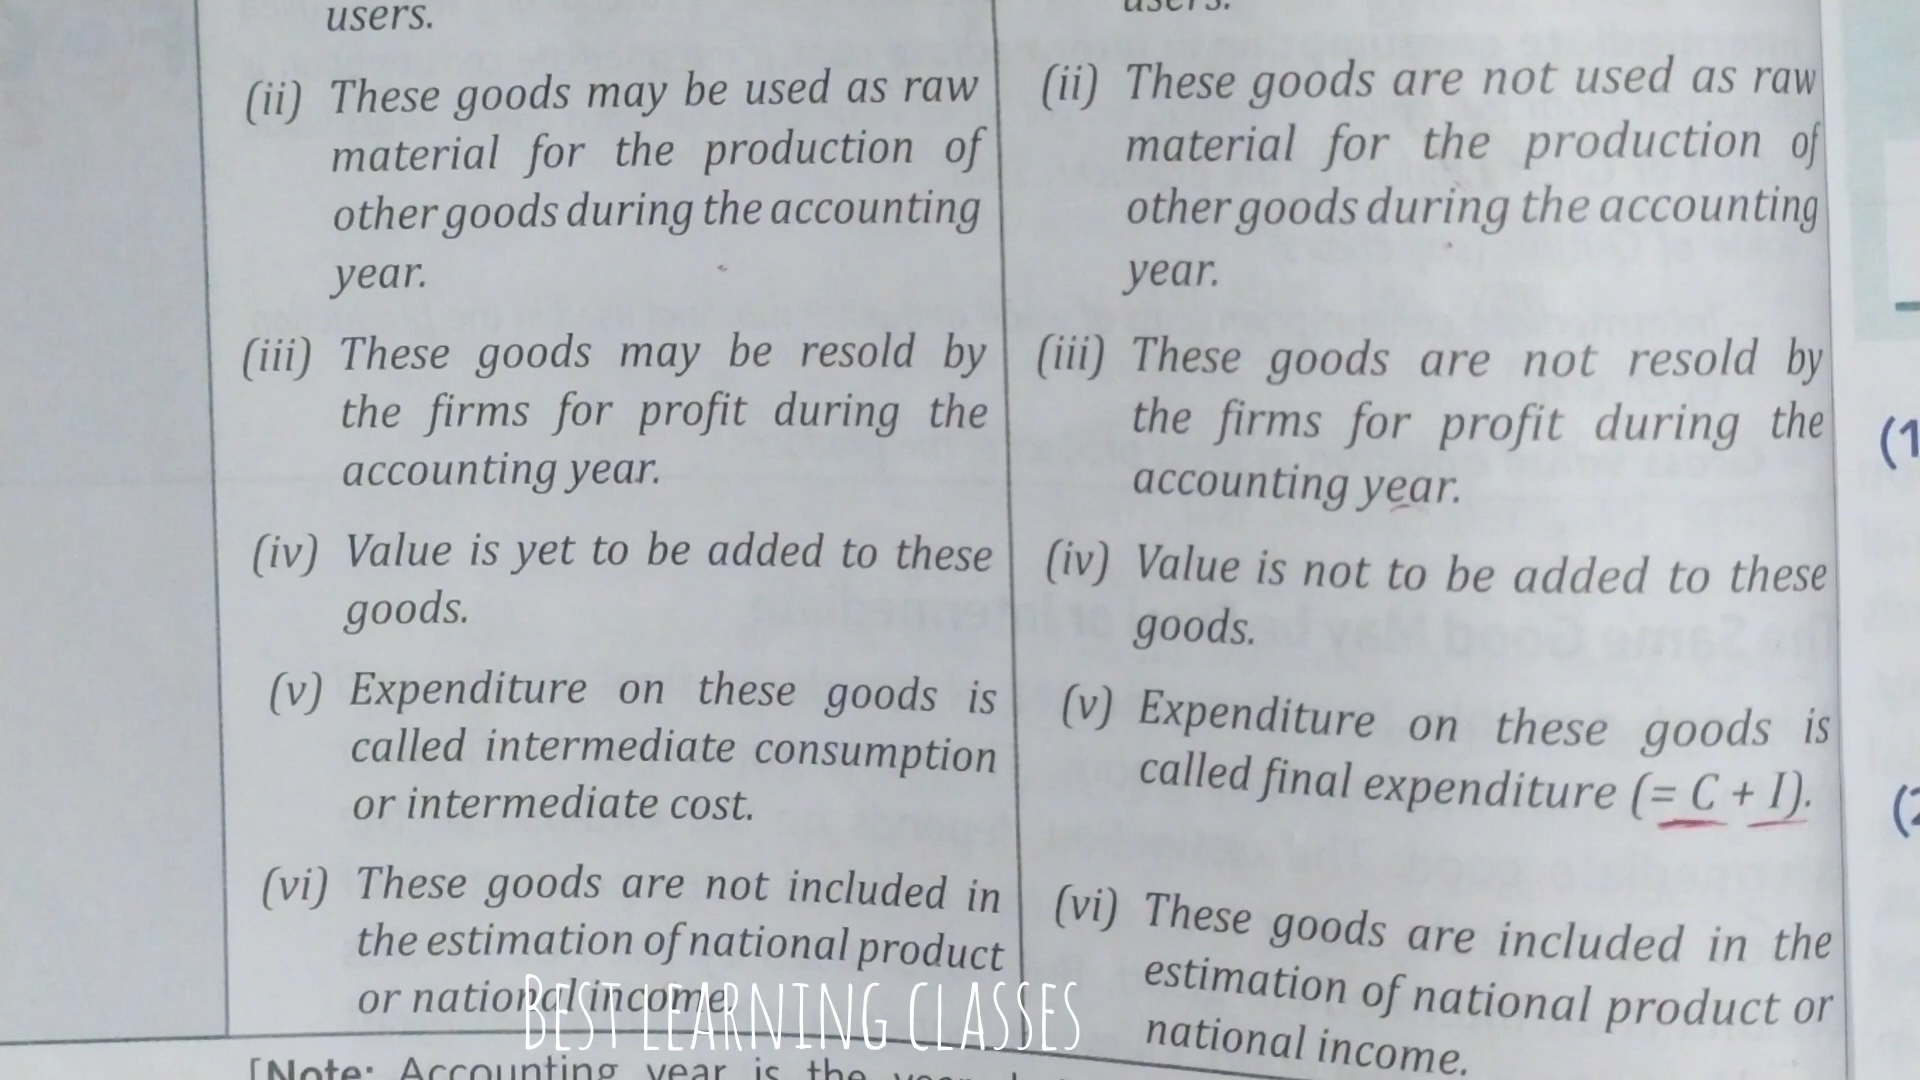 users.
(ii) These goods may be used as raw
material for the production of
other goods during the accounting
year.
(iii) These goods may be resold by
the firms for profit during the
accounting year.
(iv) Value is yet to be added to these
goods.
(v) Expenditure on these goods is
called intermediate consumption
or intermediate cost.
(vi) These goods are not included in
the estimation of national product
or national income.
users.
(ii) These goods are not used as raw
material for the production of
other goods during the accounting
year.
(iii) These goods are not resold by
the firms for profit during the
accounting year.
(iv) Value is not to be added to these
goods.
(v) Expenditure on these goods is
called final expenditure (= C + I).
(vi) These goods are included in the
estimation of national product or
national income.
[Note: Accounting year is the
BEST LEARNING CLASSES
(1
(2